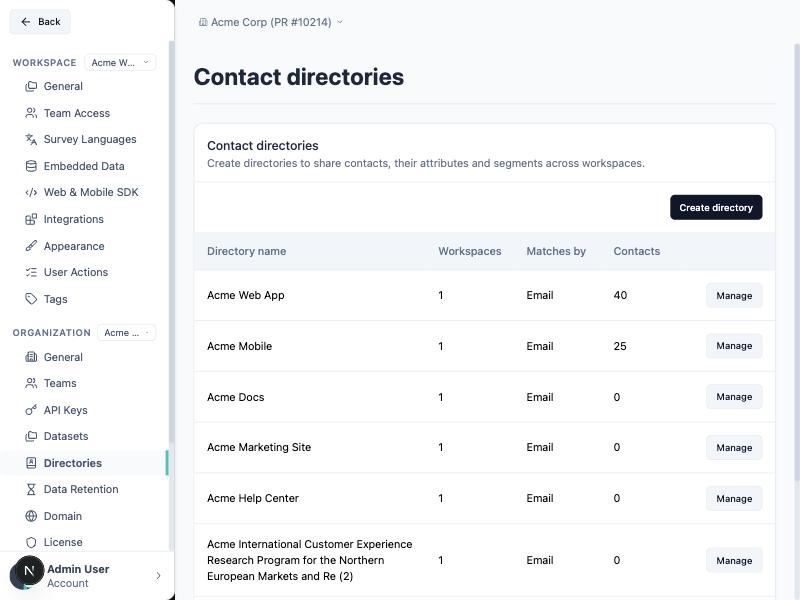 Back
WORKSPACE
Acme W...
General
Team Access
Survey Languages
Embedded Data
Web & Mobile SDK
Integrations
Appearance
User Actions
Tags
ORGANIZATION
Acme ...
General
Teams
API Keys
Datasets
Directories
Data Retention
Domain
License
N
Admin User
Account
Acme Corp (PR #10214)
Contact directories
Contact directories
Create directories to share contacts, their attributes and segments across workspaces.
Create directory
Directory name Workspaces Matches by Contacts
Acme Web App 1 Email 40 Manage
Acme Mobile 1 Email 25 Manage
Acme Docs 1 Email 0 Manage
Acme Marketing Site 1 Email 0 Manage
Acme Help Center 1 Email 0 Manage
Acme International Customer Experience
Research Program for the Northern 1 Email 0 Manage
European Markets and Re (2)